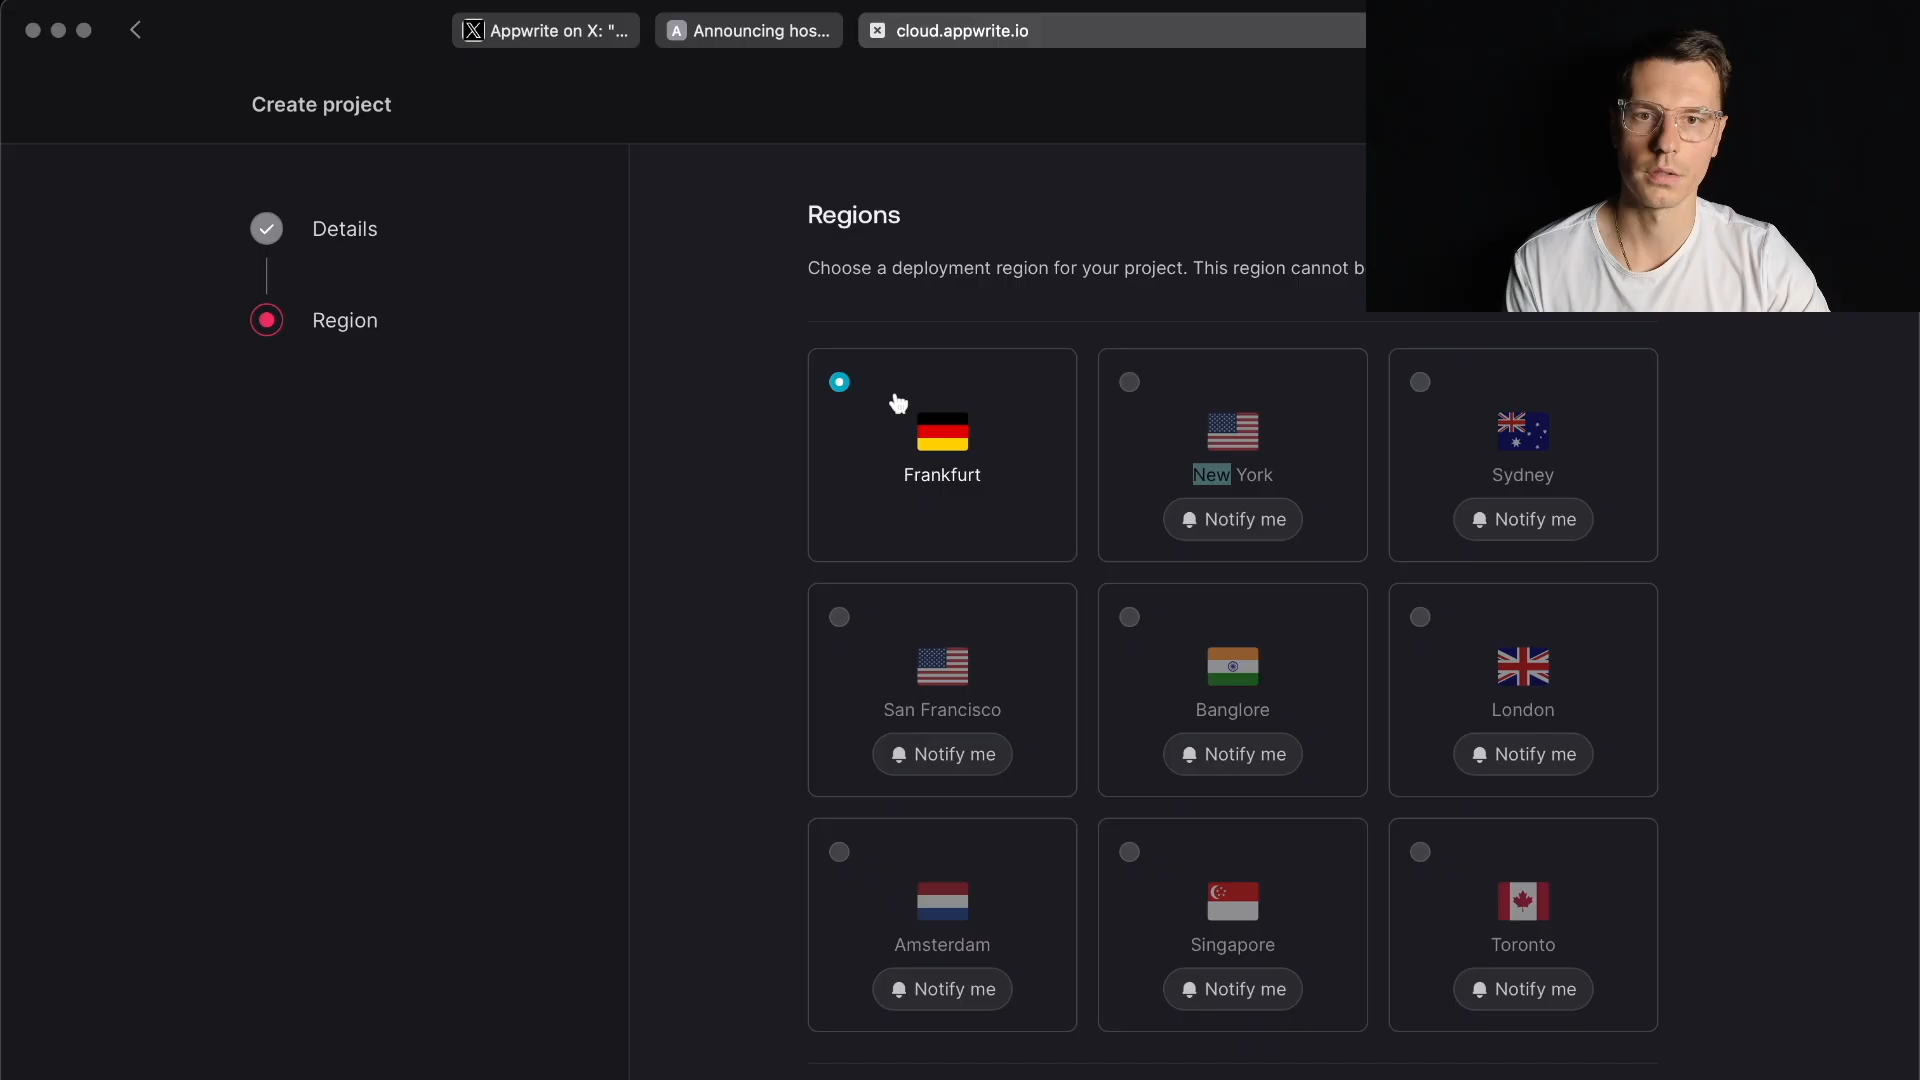 Appwrite on X: "...
A Announcing hos...
cloud.appwrite.io
Create project
Details
Region
Regions
Choose a deployment region for your project. This region cannot b
Frankfurt
New York
Notify me
Sydney
Notify me
San Francisco
Notify me
Banglore
Notify me
London
Notify me
Amsterdam
Notify me
Singapore
Notify me
Toronto
Notify me